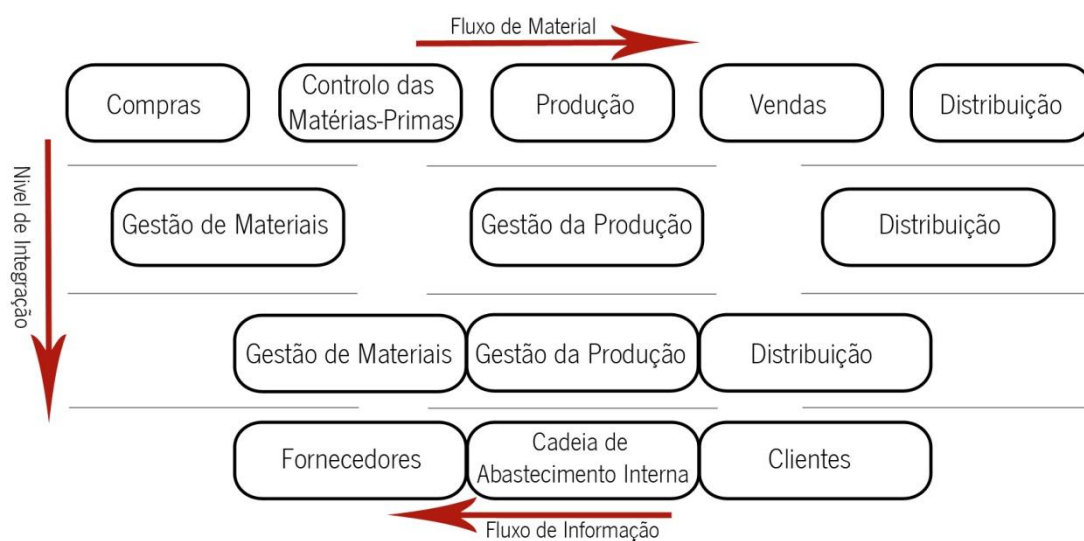 Fluxo de Material
Compras
Controlo das
Matérias-Primas
Produção
Vendas
Distribuição
Nivel de Integração
Gestão de Materiais
Gestão da Produção
Distribuição
Gestão de Materiais
Gestão da Produção
Distribuição
Fornecedores
Cadeia de
Abastecimento Interna
Clientes
Fluxo de Informação